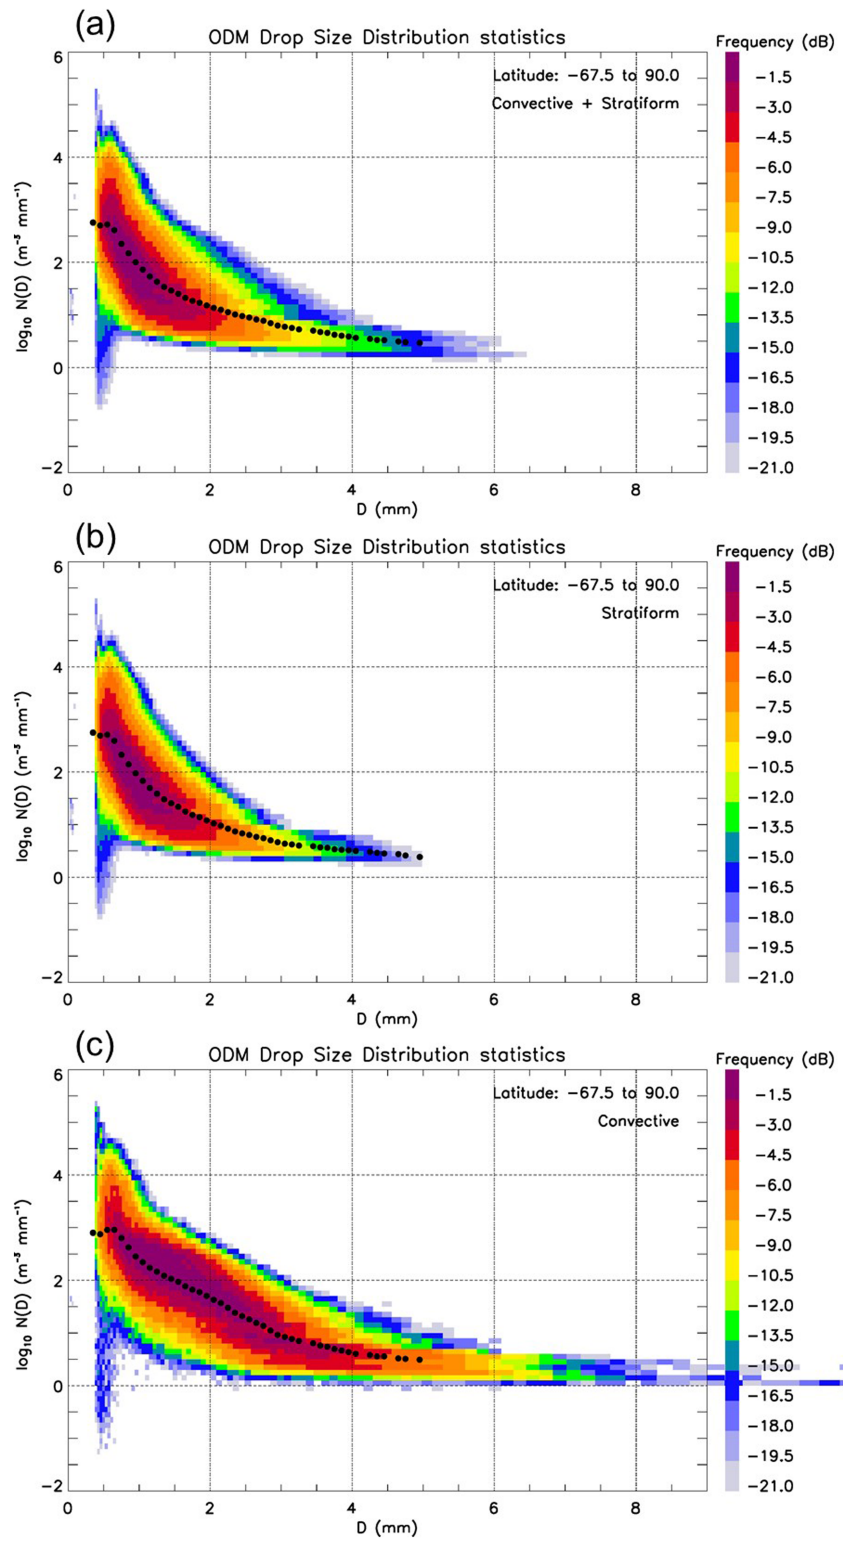 (a)
ODM Drop Size Distribution statistics
Frequency (dB)
Latitude: −67.5 to 90.0
Convective + Stratiform
log₁₀ N(D) (m⁻³ mm⁻¹)
6
4
2
0
−2
0 2 4 6 8
D (mm)
−1.5
−3.0
−4.5
−6.0
−7.5
−9.0
−10.5
−12.0
−13.5
−15.0
−16.5
−18.0
−19.5
−21.0
(b)
ODM Drop Size Distribution statistics
Frequency (dB)
Latitude: −67.5 to 90.0
Stratiform
log₁₀ N(D) (m⁻³ mm⁻¹)
6
4
2
0
−2
0 2 4 6 8
D (mm)
−1.5
−3.0
−4.5
−6.0
−7.5
−9.0
−10.5
−12.0
−13.5
−15.0
−16.5
−18.0
−19.5
−21.0
(c)
ODM Drop Size Distribution statistics
Frequency (dB)
Latitude: −67.5 to 90.0
Convective
log₁₀ N(D) (m⁻³ mm⁻¹)
6
4
2
0
−2
0 2 4 6 8
D (mm)
−1.5
−3.0
−4.5
−6.0
−7.5
−9.0
−10.5
−12.0
−13.5
−15.0
−16.5
−18.0
−19.5
−21.0